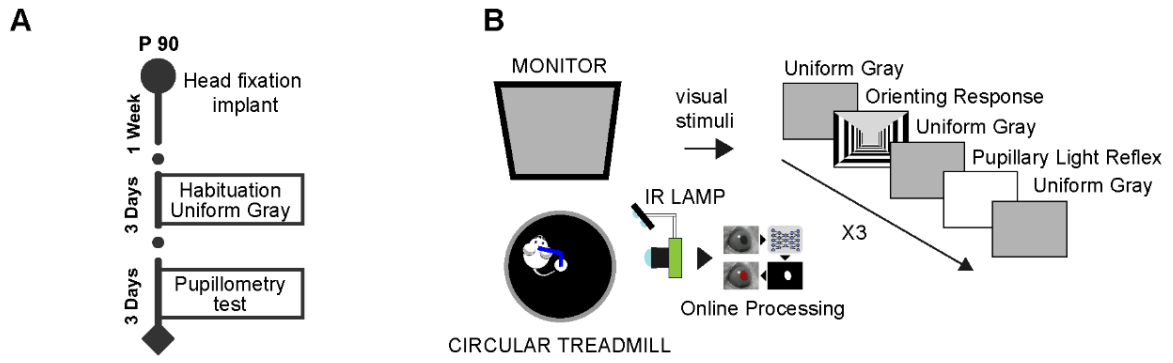 A
P 90
Head fixation
implant
1 Week
3 Days
Habituation
Uniform Gray
3 Days
Pupillometry
test
B
MONITOR
visual
stimuli
Uniform Gray
Orienting Response
Uniform Gray
Pupillary Light Reflex
Uniform Gray
X3
IR LAMP
Online Processing
CIRCULAR TREADMILL